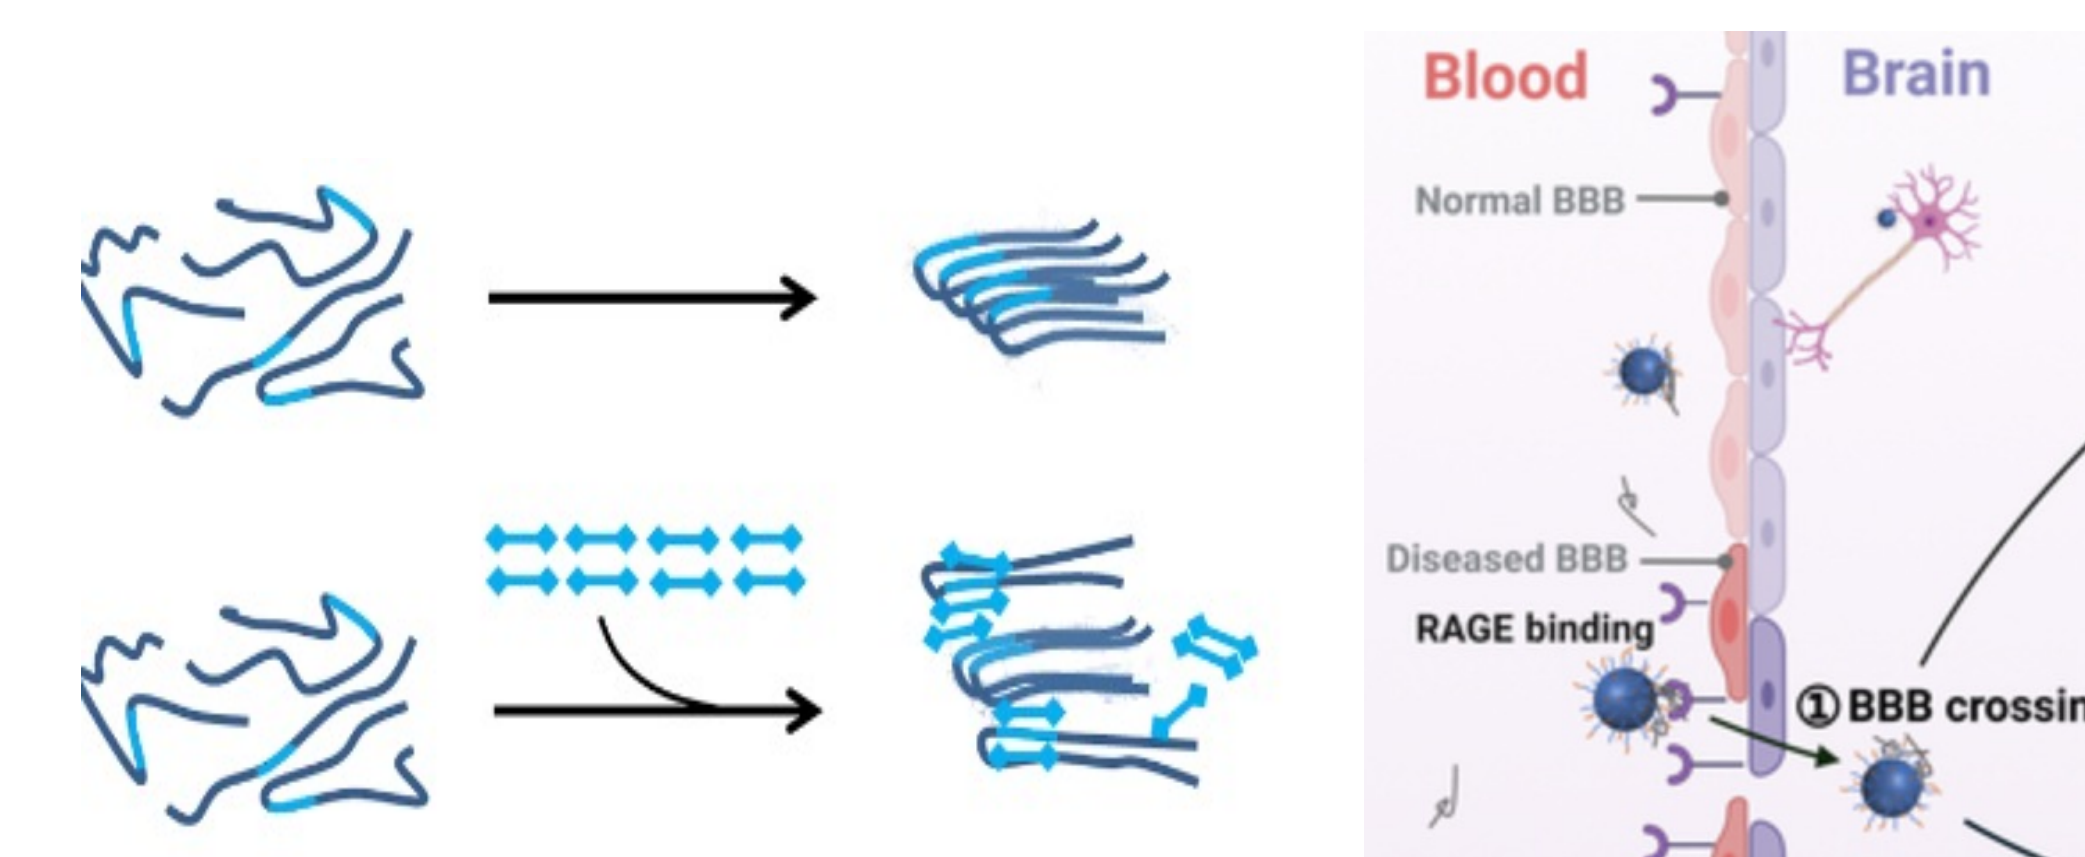 Blood
Brain
Normal BBB
Diseased BBB
RAGE binding
① BBB crossin